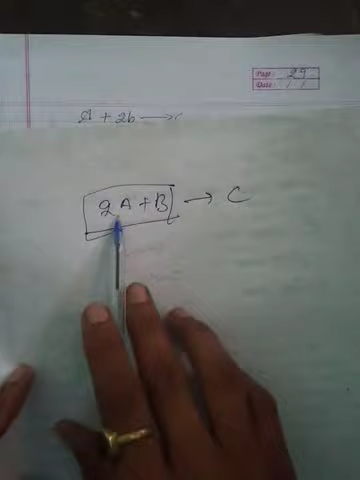 Page: 29
Date: / /
A + 2b → c
2A + B → C